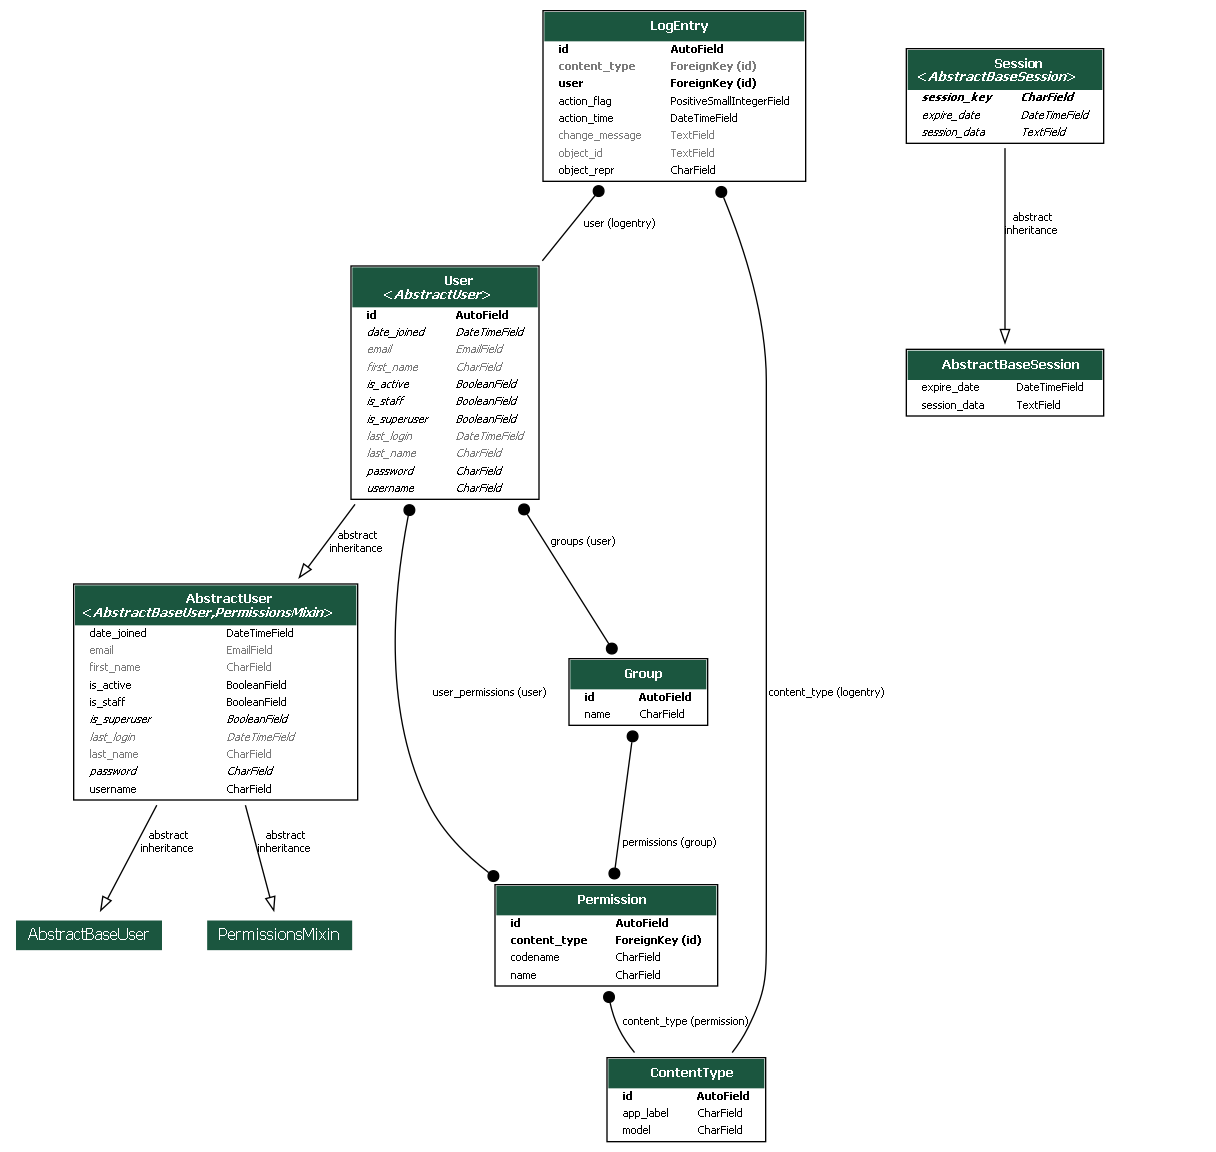 LogEntry
id AutoField
content_type ForeignKey (id)
user ForeignKey (id)
action_flag PositiveSmallIntegerField
action_time DateTimeField
change_message TextField
object_id TextField
object_repr CharField
Session
<AbstractBaseSession>
session_key CharField
expire_date DateTimeField
session_data TextField
user (logentry)
abstract
inheritance
User
<AbstractUser>
id AutoField
date_joined DateTimeField
email EmailField
first_name CharField
is_active BooleanField
is_staff BooleanField
is_superuser BooleanField
last_login DateTimeField
last_name CharField
password CharField
username CharField
AbstractBaseSession
expire_date DateTimeField
session_data TextField
abstract
inheritance
groups (user)
AbstractUser
<AbstractBaseUser,PermissionsMixin>
date_joined DateTimeField
email EmailField
first_name CharField
is_active BooleanField
is_staff BooleanField
is_superuser BooleanField
last_login DateTimeField
last_name CharField
password CharField
username CharField
user_permissions (user)
Group
id AutoField
name CharField
content_type (logentry)
abstract
inheritance
abstract
inheritance
permissions (group)
AbstractBaseUser
PermissionsMixin
Permission
id AutoField
content_type ForeignKey (id)
codename CharField
name CharField
content_type (permission)
ContentType
id AutoField
app_label CharField
model CharField